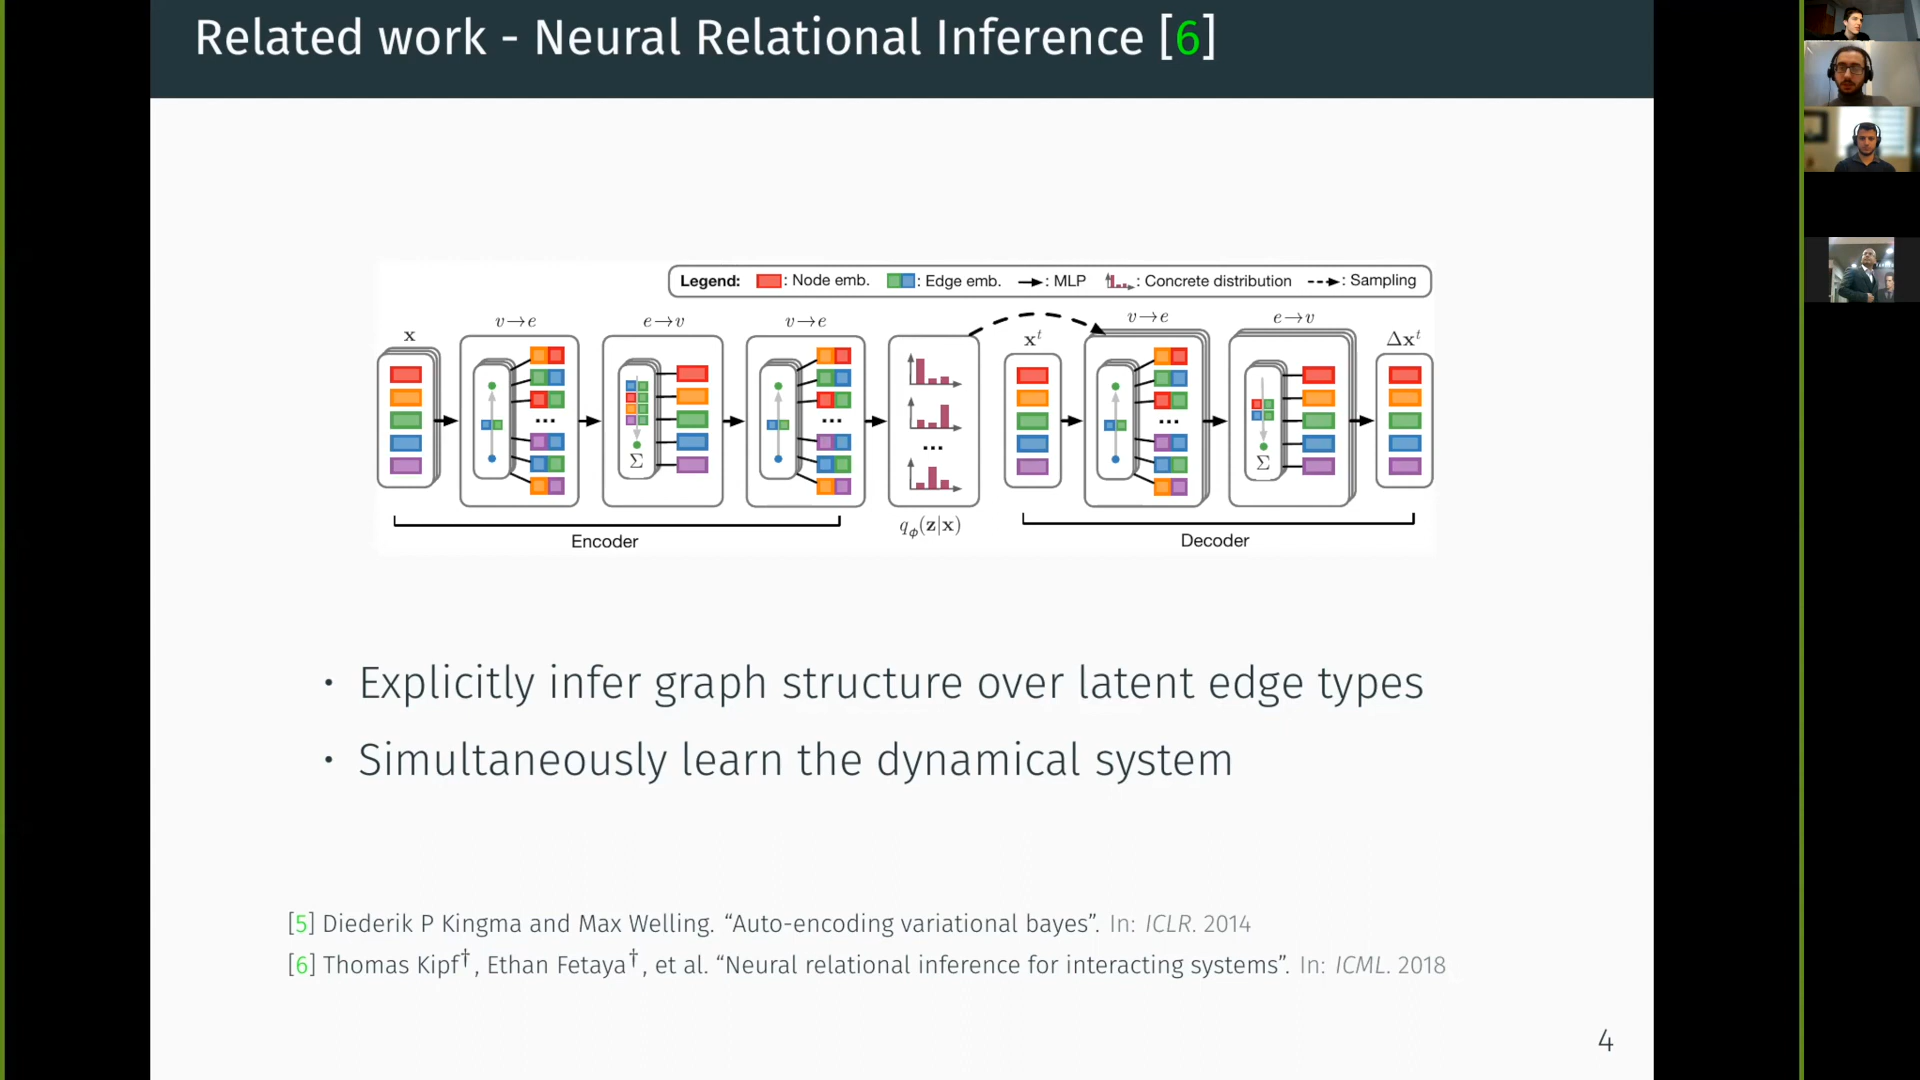 Related work - Neural Relational Inference [6]
Legend: : Node emb. : Edge emb. : MLP : Concrete distribution : Sampling
x v→e e→v v→e xᵗ v→e e→v Δxᵗ
... ... ... ...
Σ Σ
qϕ(z|x)
Encoder Decoder
• Explicitly infer graph structure over latent edge types
• Simultaneously learn the dynamical system
[5] Diederik P Kingma and Max Welling. “Auto-encoding variational bayes”. In: ICLR. 2014
[6] Thomas Kipf†, Ethan Fetaya†, et al. “Neural relational inference for interacting systems”. In: ICML. 2018
4